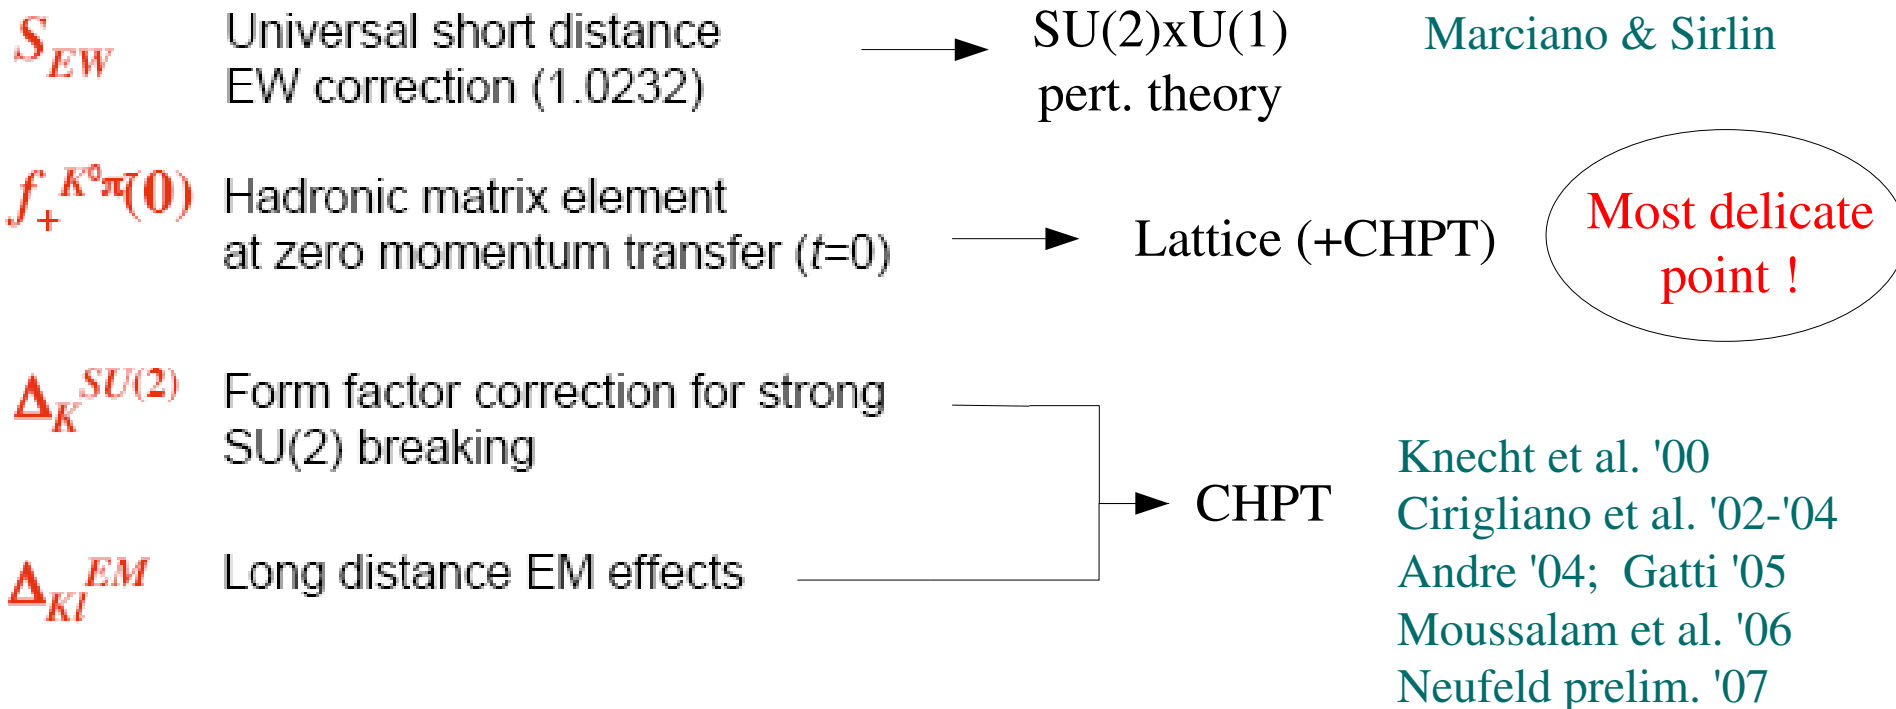 S_EW Universal short distance EW correction (1.0232) SU(2)xU(1) pert. theory Marciano & Sirlin
f_+^{K⁰π⁻}(0) Hadronic matrix element at zero momentum transfer (t=0) Lattice (+CHPT) Most delicate point !
Δ_K^{SU(2)} Form factor correction for strong SU(2) breaking
Δ_{Kl}^{EM} Long distance EM effects
CHPT
Knecht et al. '00
Cirigliano et al. '02-'04
Andre '04; Gatti '05
Moussalam et al. '06
Neufeld prelim. '07